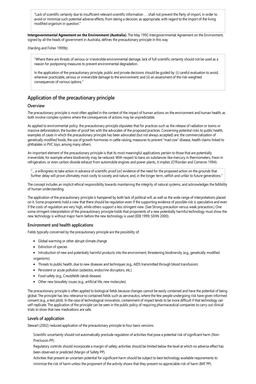 "Lack of scientific certainty due to insufficient relevant scientific information … shall not prevent the Party of import, in order to
avoid or minimize such potential adverse effects, from taking a decision, as appropriate, with regard to the import of the living
modified organism in question."
Intergovernmental Agreement on the Environment (Australia). The May 1992 Intergovernmental Agreement on the Environment,
signed by all the heads of government in Australia, defines the precautionary principle in this way
(Harding and Fisher 1999b):
"Where there are threats of serious or irreversible environmental damage, lack of full scientific certainty should not be used as a
reason for postponing measures to prevent environmental degradation.
In the application of the precautionary principle, public and private decisions should be guided by: (i) careful evaluation to avoid
wherever practicable, serious or irreversible damage to the environment; and (ii) an assessment of the risk-weighted
consequences of various options."
Application of the precautionary principle
Overview
The precautionary principle is most often applied in the context of the impact of human actions on the environment and human health, as
both involve complex systems where the consequences of actions may be unpredictable.
As applied to environmental policy, the precautionary principle stipulates that for practices such as the release of radiation or toxins or
massive deforestation, the burden of proof lies with the advocates of the proposed practices. Concerning potential risks to public health,
examples of cases in which the precautionary principle has been advocated (but not always accepted) are the commercialization of
genetically modified foods, the use of growth hormones in cattle raising, measures to prevent "mad cow" disease, health claims linked to
phthalates in PVC toys, among many others.
An important element of the precautionary principle is that its most meaningful applications pertain to those that are potentially
irreversible, for example where biodiversity may be reduced. With respect to bans on substances like mercury in thermometers, freon in
refrigeration, or even carbon dioxide exhaust from automobile engines and power plants, it implies (O'Riordan and Cameron 1994):
"... a willingness to take action in advance of scientific proof [or] evidence of the need for the proposed action on the grounds that
further delay will prove ultimately most costly to society and nature, and, in the longer term, selfish and unfair to future generations."
The concept includes an implicit ethical responsibility towards maintaining the integrity of natural systems, and acknowledges the fallibility
of human understanding.
The application of the precautionary principle is hampered by both lack of political will, as well as the wide range of interpretations placed
on it. Some proponents hold a view that there should be regulation even if the supporting evidence of possible risk is speculative and even
if the costs of regulation are very high, while others support a less stringent view. (See Strong precaution versus weak precaution.) One
some stringent interpretation of the precautionary principle holds that proponents of a new potentially harmful technology must show the
new technology is without major harm before the new technology is used
Environment and health applications
Fields typically concerned by the precautionary principle are the possibility of:
Global warming or other abrupt climate change
Extinction of species
Introduction of new and potentially harmful products into the environment, threatening biodiversity (e.g., genetically modified
organisms)
Threats to public health, due to new diseases and techniques (e.g., AIDS transmitted through blood transfusion)
Persistent or acute pollution (asbestos, endocrine disruptors, etc.)
Food safety (e.g., Creutzfeldt-Jakob disease)
Other new biosafety issues (e.g., artificial life, new molecules)
The precautionary principle is often applied to biological fields because changes cannot be easily contained and have the potential of being
global. The principle has less relevance to contained fields such as aeronautics, where the few people undergoing risk have given informed
consent (e.g., a test pilot). In the case of technological innovation, containment of impact tends to be more difficult if that technology can
self-replicate. The application of the principle can be seen in the public policy of requiring pharmaceutical companies to carry out clinical
trials to show that new medications are safe.
Levels of application
Stewart (2002) reduced application of the precautionary principle to four basic versions:
Scientific uncertainty should not automatically preclude regulation of activities that pose a potential risk of significant harm (Non-
Preclusion PP).
Regulatory controls should incorporate a margin of safety; activities should be limited below the level at which no adverse effect has
been observed or predicted (Margin of Safety PP).
Activities that present an uncertain potential for significant harm should be subject to best technology available requirements to
minimize the risk of harm unless the proponent of the activity shows that they present no appreciable risk of harm (BAT PP).